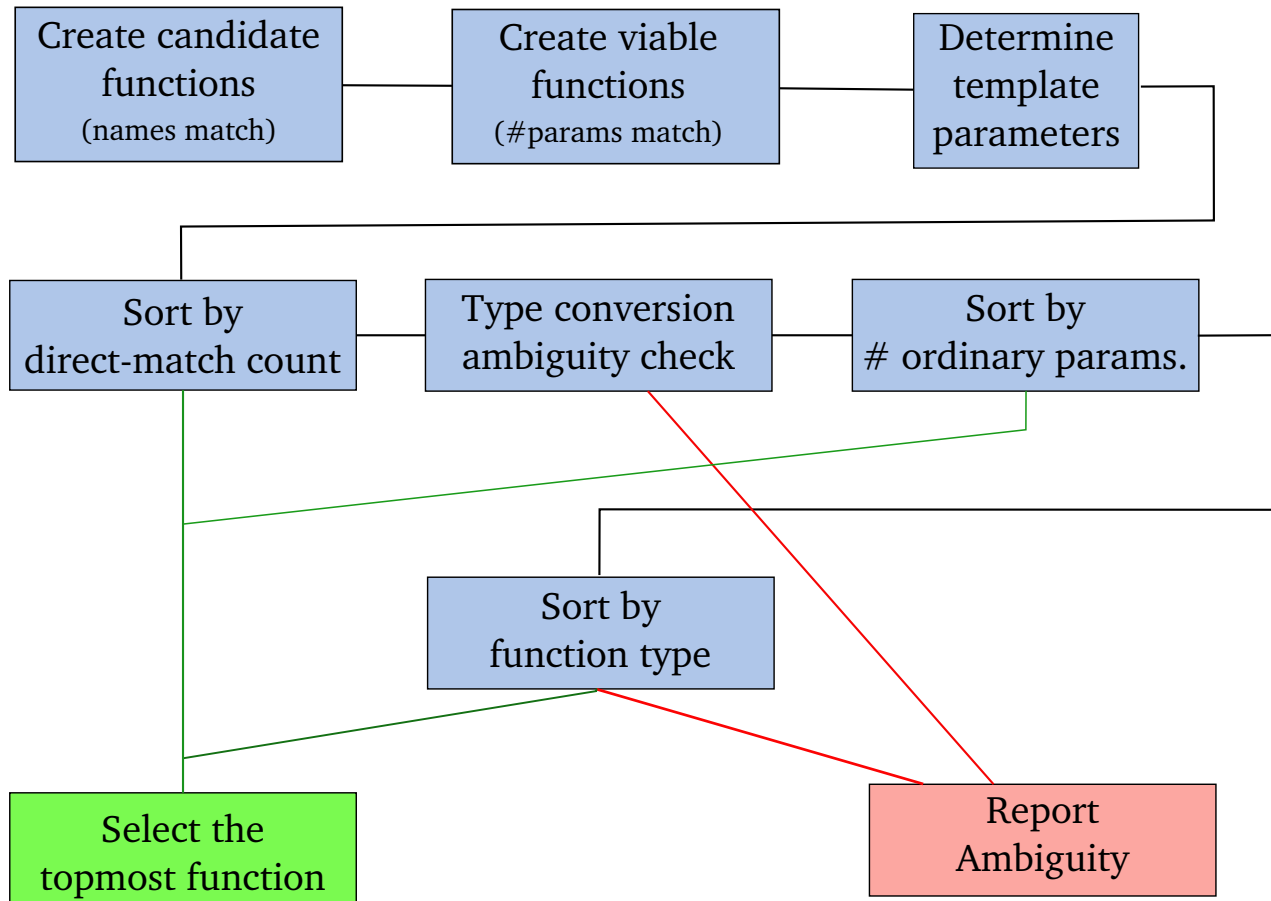 Create candidate
functions
(names match)
Create viable
functions
(#params match)
Determine
template
parameters
Sort by
direct-match count
Type conversion
ambiguity check
Sort by
# ordinary params.
Sort by
function type
Select the
topmost function
Report
Ambiguity